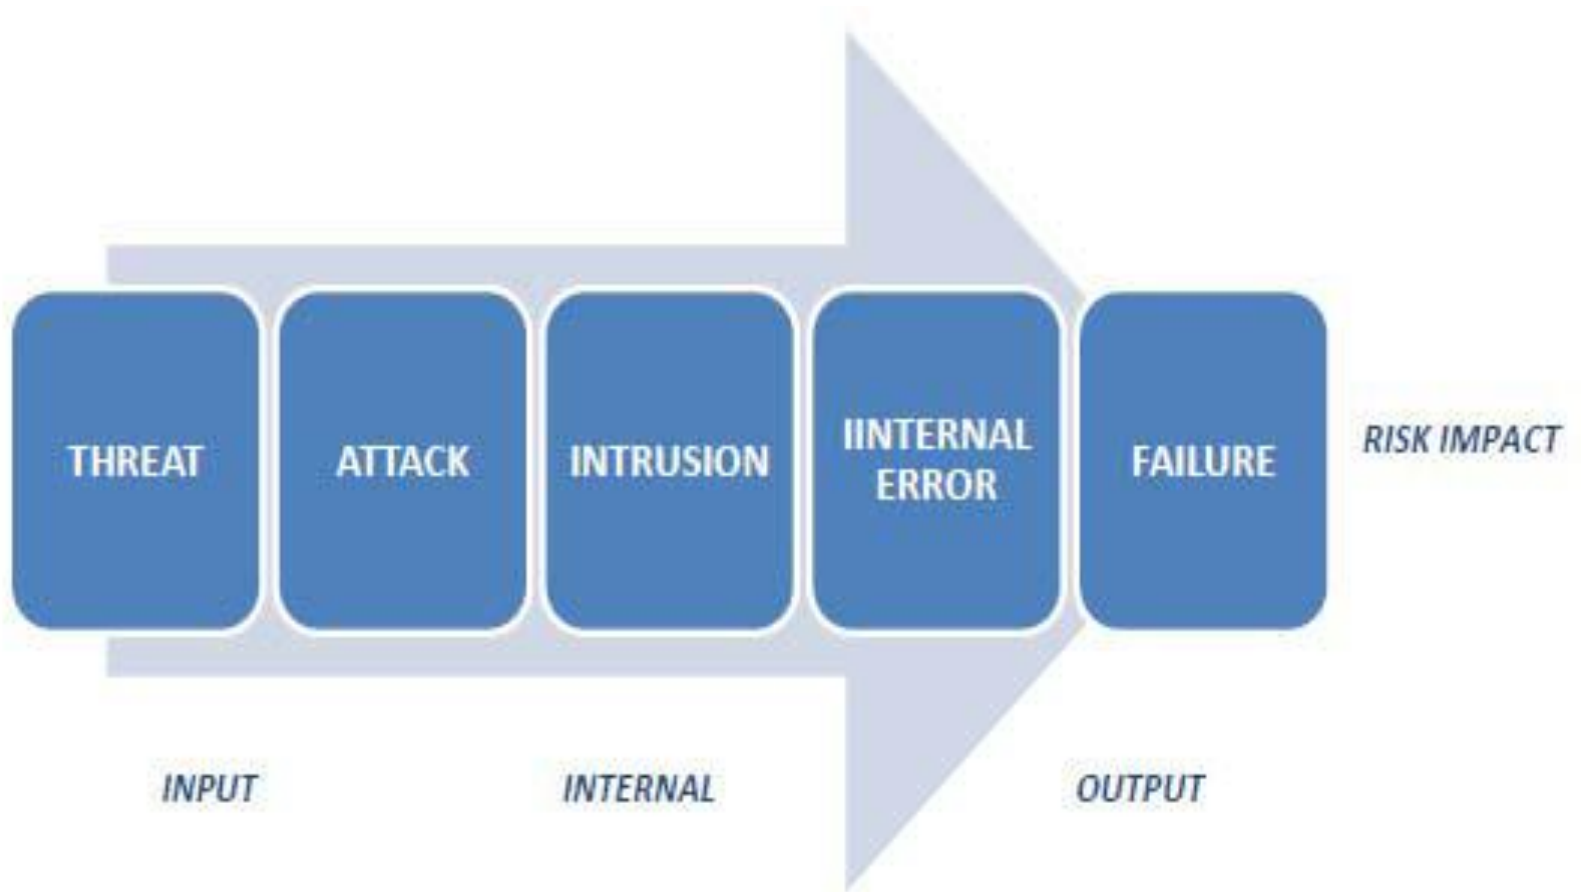 THREAT
ATTACK
INTRUSION
IINTERNAL
ERROR
FAILURE
RISK IMPACT
INPUT
INTERNAL
OUTPUT